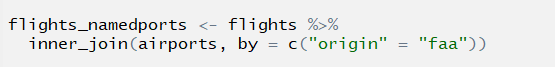 flights_namedports <- flights %>%
  inner_join(airports, by = c("origin" = "faa"))